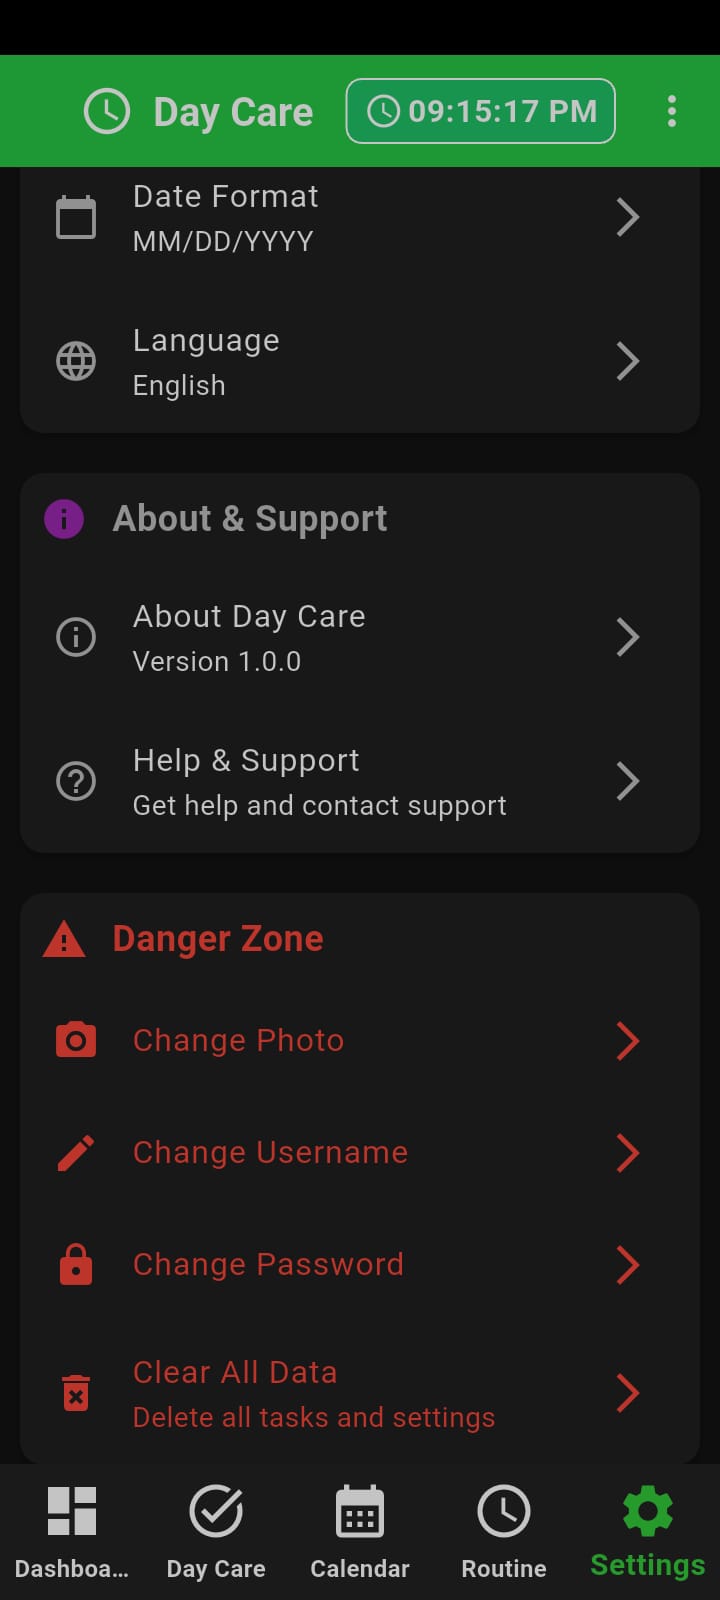 Day Care
09:15:17 PM
Date Format
MM/DD/YYYY
Language
English
About & Support
About Day Care
Version 1.0.0
Help & Support
Get help and contact support
Danger Zone
Change Photo
Change Username
Change Password
Clear All Data
Delete all tasks and settings
Dashboa...
Day Care
Calendar
Routine
Settings